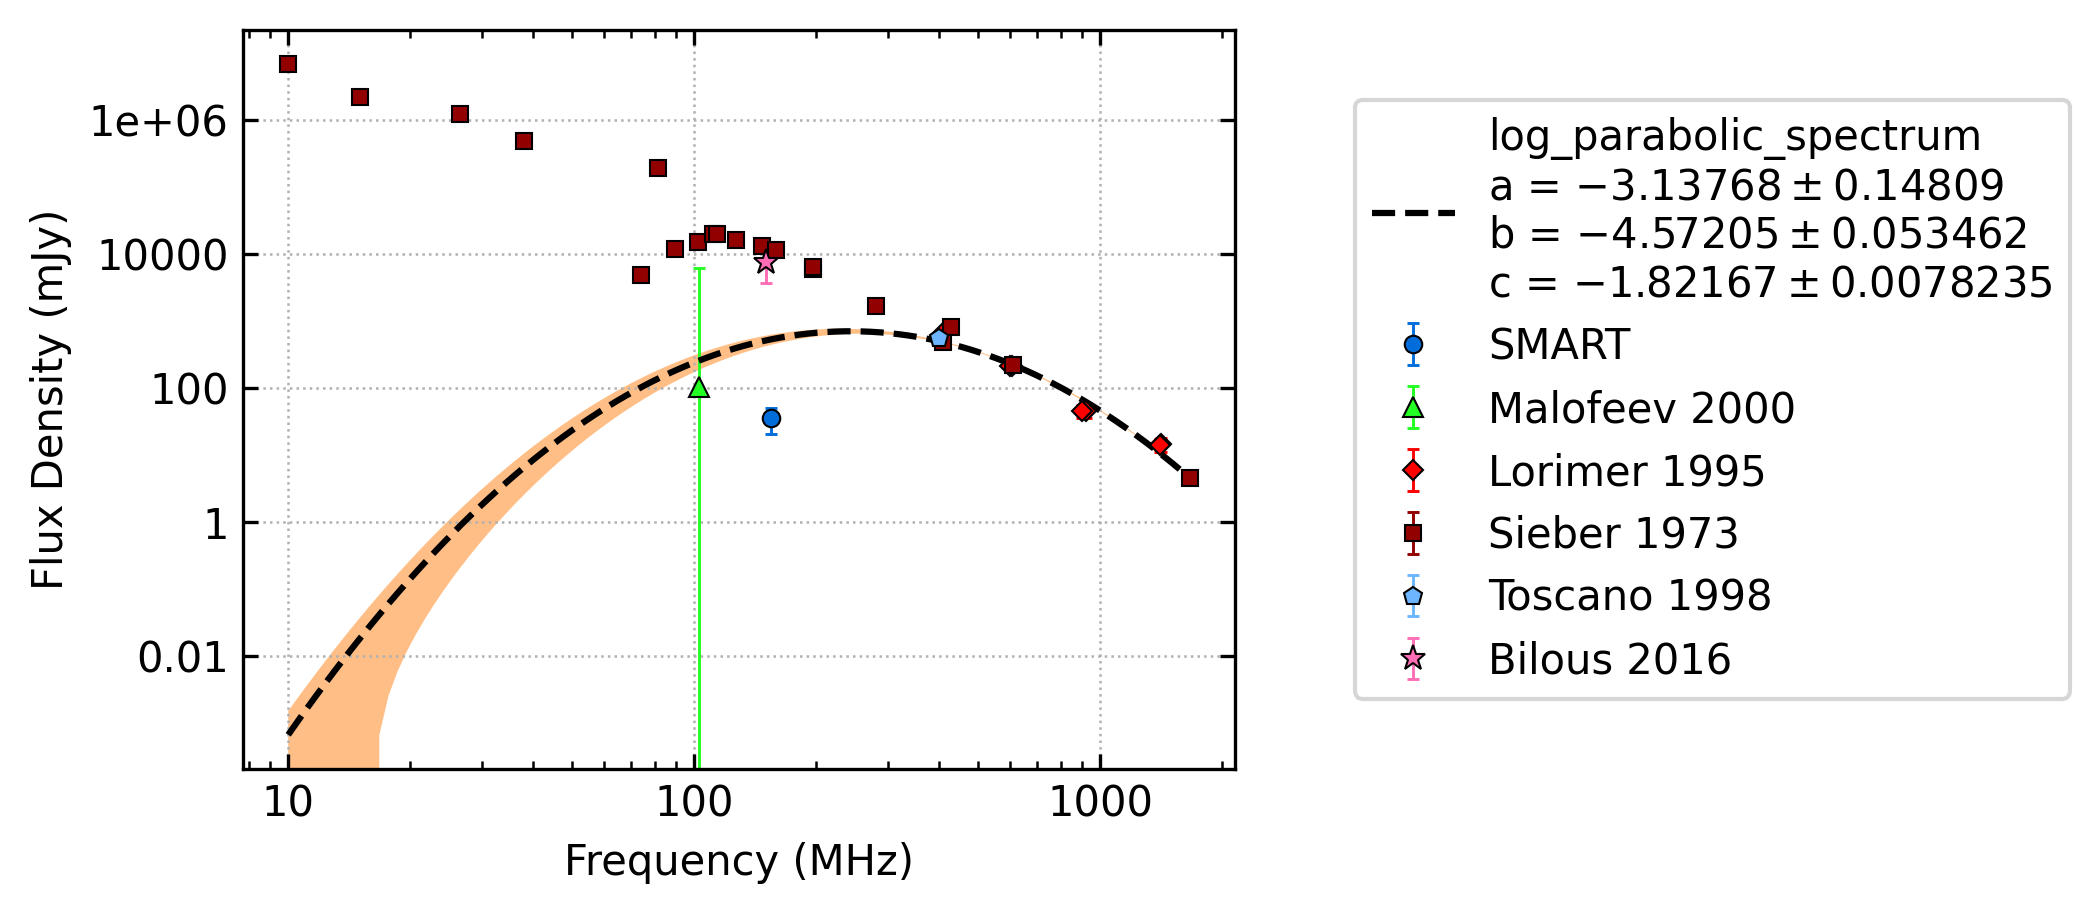 1e+06
10000
100
1
0.01
Flux Density (mJy)
10
100
1000
Frequency (MHz)
log_parabolic_spectrum
a = −3.13768 ± 0.14809
b = −4.57205 ± 0.053462
c = −1.82167 ± 0.0078235
SMART
Malofeev 2000
Lorimer 1995
Sieber 1973
Toscano 1998
Bilous 2016